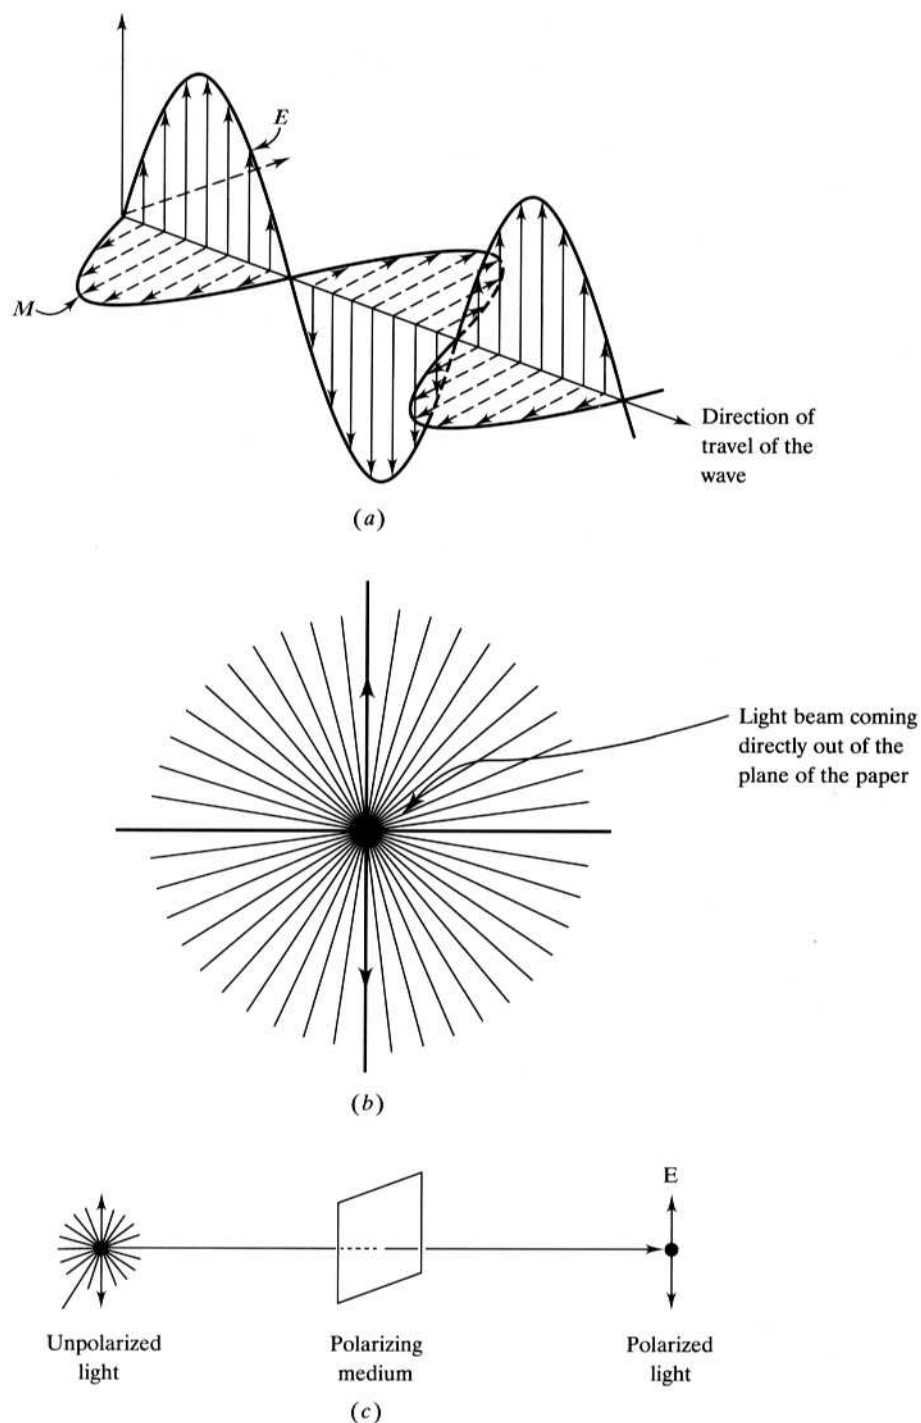 E
M
Direction of
travel of the
wave
(a)
Light beam coming
directly out of the
plane of the paper
(b)
E
Unpolarized
light
Polarizing
medium
Polarized
light
(c)